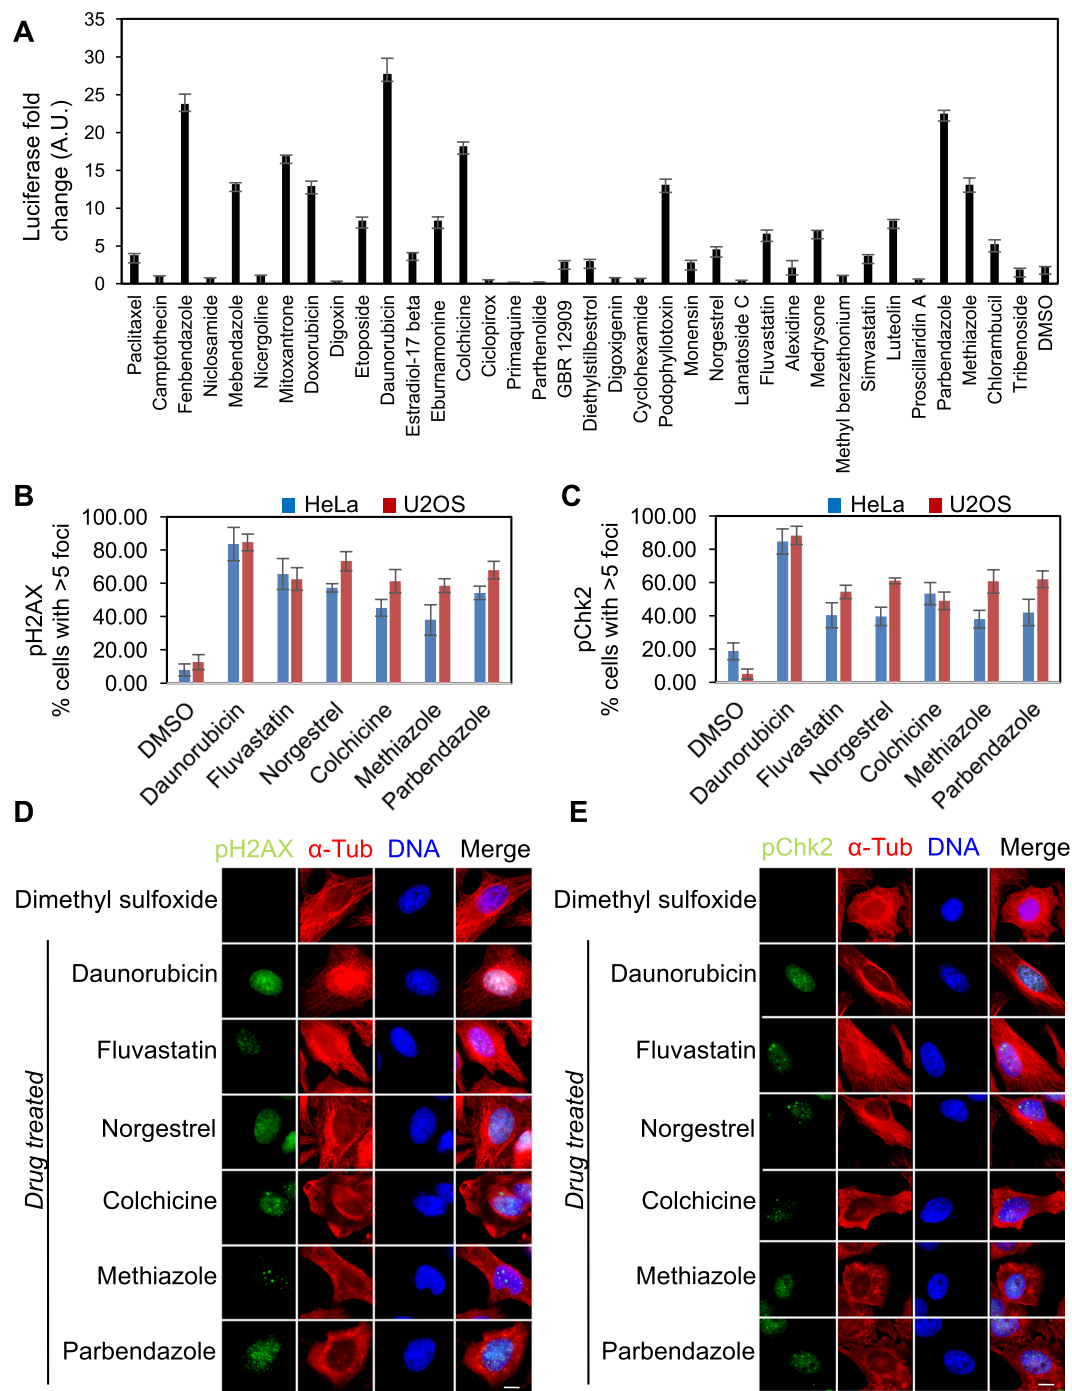 A
Luciferase fold
change (A.U.)
35
30
25
20
15
10
5
0
Paclitaxel
Camptothecin
Fenbendazole
Niclosamide
Mebendazole
Nicergoline
Mitoxantrone
Doxorubicin
Digoxin
Etoposide
Daunorubicin
Estradiol-17 beta
Eburnamonine
Colchicine
Ciclopirox
Primaquine
Parthenolide
GBR 12909
Diethylstilbestrol
Digoxigenin
Cyclohexamide
Podophyllotoxin
Monensin
Norgestrel
Lanatoside C
Fluvastatin
Alexidine
Medrysone
Methyl benzethonium
Simvastatin
Luteolin
Proscillaridin A
Parbendazole
Methiazole
Chlorambucil
Tribenoside
DMSO
B
HeLa U2OS
pH2AX
% cells with >5 foci
100.00
80.00
60.00
40.00
20.00
0.00
DMSO
Daunorubicin
Fluvastatin
Norgestrel
Colchicine
Methiazole
Parbendazole
C
HeLa U2OS
pChk2
% cells with >5 foci
100.00
80.00
60.00
40.00
20.00
0.00
DMSO
Daunorubicin
Fluvastatin
Norgestrel
Colchicine
Methiazole
Parbendazole
D
pH2AX α-Tub DNA Merge
Dimethyl sulfoxide
Drug treated
Daunorubicin
Fluvastatin
Norgestrel
Colchicine
Methiazole
Parbendazole
E
pChk2 α-Tub DNA Merge
Dimethyl sulfoxide
Drug treated
Daunorubicin
Fluvastatin
Norgestrel
Colchicine
Methiazole
Parbendazole